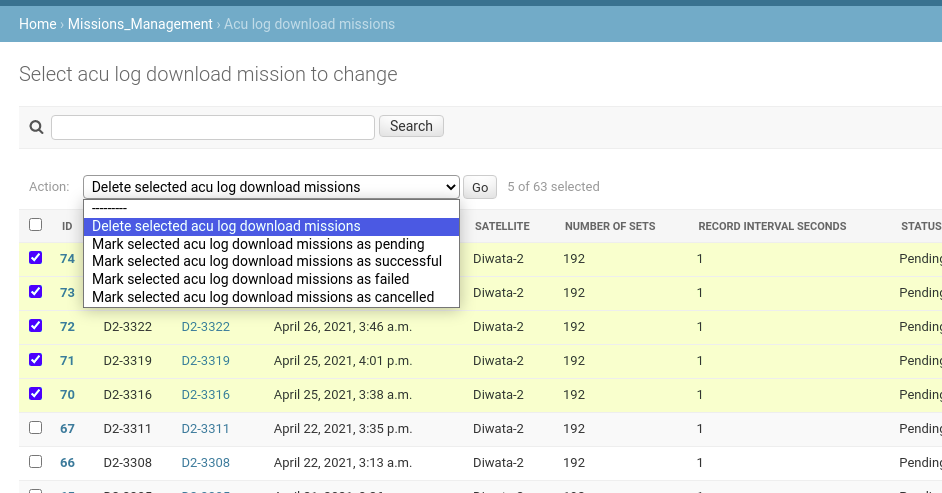 Home › Missions_Management › Acu log download missions
Select acu log download mission to change
Search
Action: Delete selected acu log download missions Go 5 of 63 selected
---------
Delete selected acu log download missions
Mark selected acu log download missions as pending
Mark selected acu log download missions as successful
Mark selected acu log download missions as failed
Mark selected acu log download missions as cancelled
ID SATELLITE NUMBER OF SETS RECORD INTERVAL SECONDS STATUS
74 Diwata-2 192 1 Pending
73 Diwata-2 192 1 Pending
72 D2-3322 D2-3322 April 26, 2021, 3:46 a.m. Diwata-2 192 1 Pending
71 D2-3319 D2-3319 April 25, 2021, 4:01 p.m. Diwata-2 192 1 Pending
70 D2-3316 D2-3316 April 25, 2021, 3:38 a.m. Diwata-2 192 1 Pending
67 D2-3311 D2-3311 April 22, 2021, 3:35 p.m. Diwata-2 192 1 Pending
66 D2-3308 D2-3308 April 22, 2021, 3:13 a.m. Diwata-2 192 1 Pending